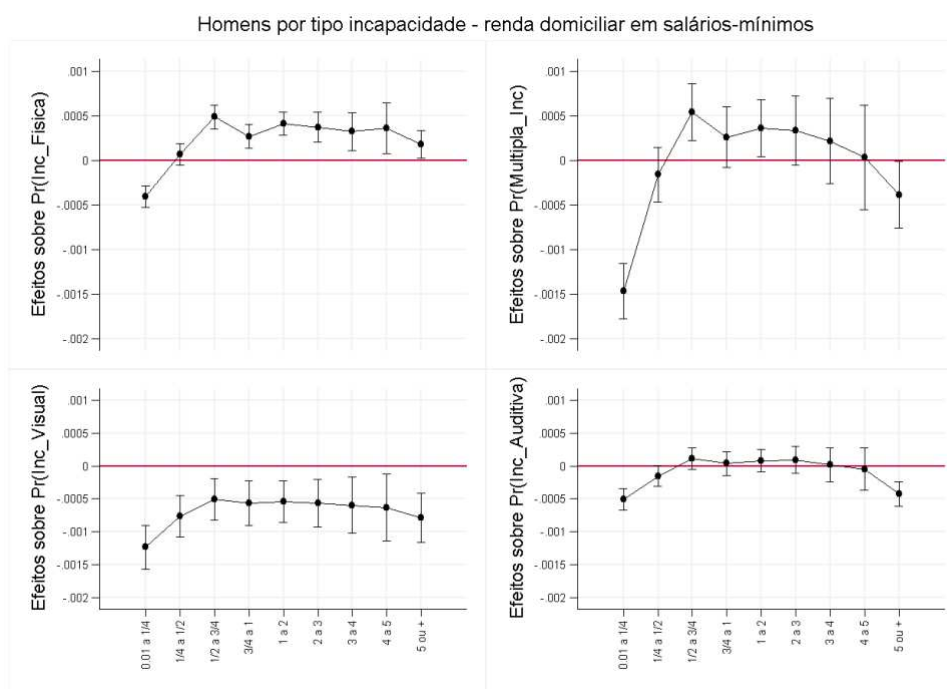 Homens por tipo incapacidade - renda domiciliar em salários-mínimos
Efeitos sobre Pr(Inc_Fisica)
.001
.0005
0
-.0005
-.001
-.0015
-.002
Efeitos sobre Pr(Multipla_Inc)
.001
.0005
0
-.0005
-.001
-.0015
-.002
Efeitos sobre Pr(Inc_Visual)
.001
.0005
0
-.0005
-.001
-.0015
-.002
0.01 a 1/4
1/4 a 1/2
1/2 a 3/4
3/4 a 1
1 a 2
2 a 3
3 a 4
4 a 5
5 ou +
Efeitos sobre Pr(Inc_Auditiva)
.001
.0005
0
-.0005
-.001
-.0015
-.002
0.01 a 1/4
1/4 a 1/2
1/2 a 3/4
3/4 a 1
1 a 2
2 a 3
3 a 4
4 a 5
5 ou +